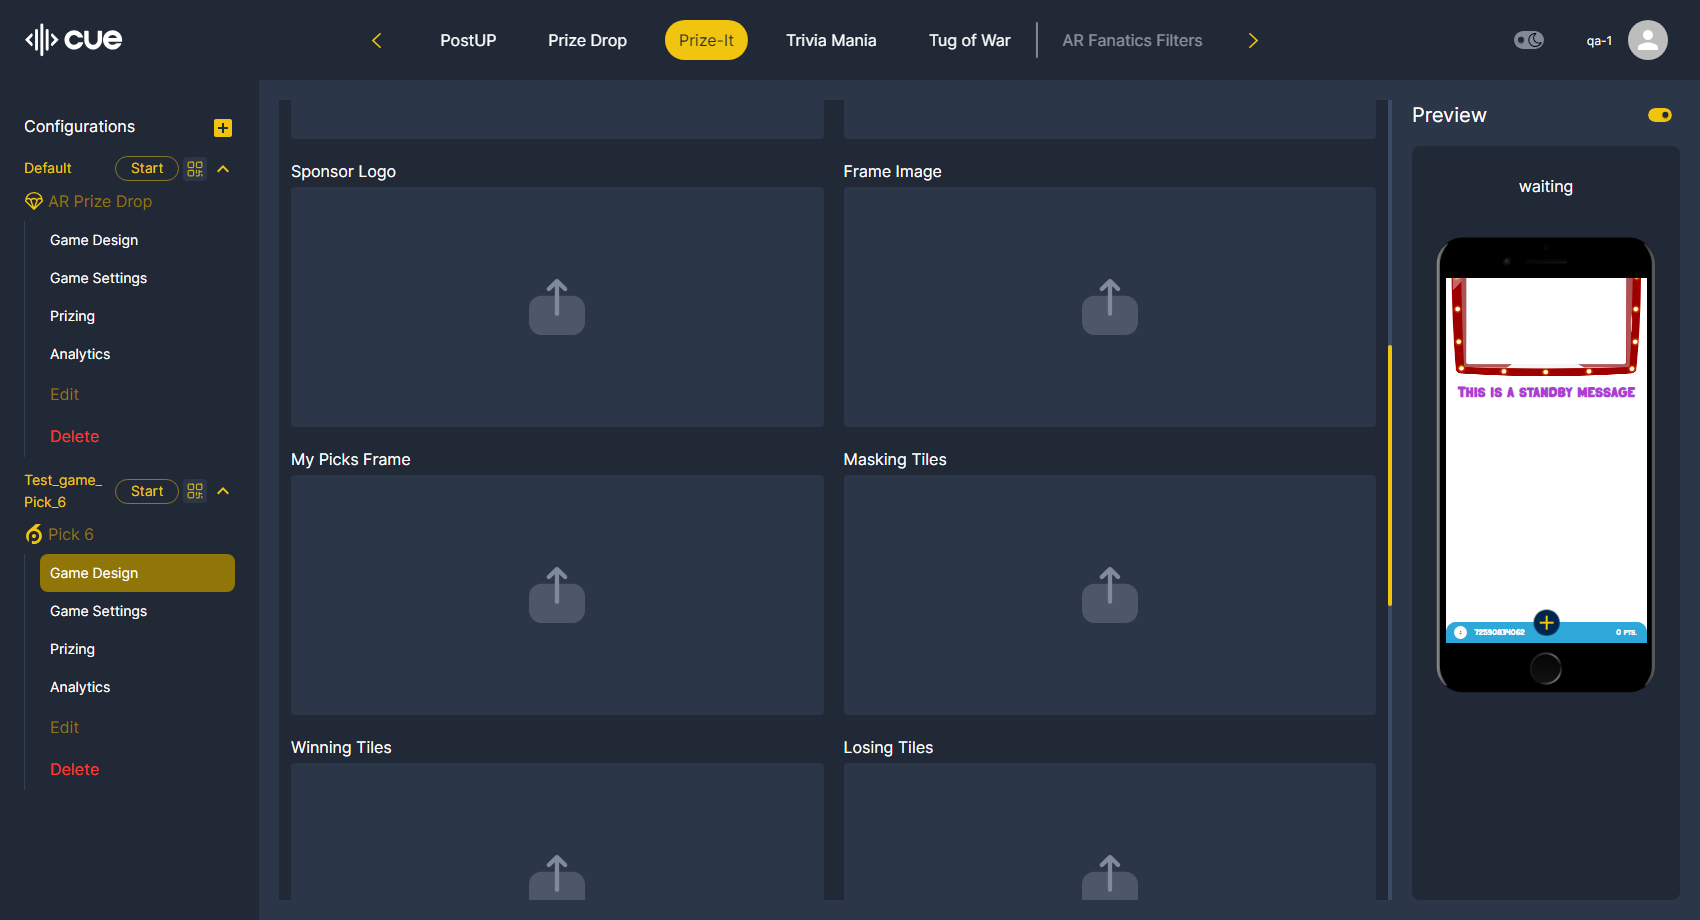 cue
PostUP
Prize Drop
Prize-It
Trivia Mania
Tug of War
AR Fanatics Filters
qa-1
Configurations
Default
Start
AR Prize Drop
Game Design
Game Settings
Prizing
Analytics
Edit
Delete
Test_game_
Pick_6
Start
Pick 6
Game Design
Game Settings
Prizing
Analytics
Edit
Delete
Sponsor Logo
Frame Image
My Picks Frame
Masking Tiles
Winning Tiles
Losing Tiles
Preview
waiting
THIS IS A STANDBY MESSAGE
72590834062
0 PTS.